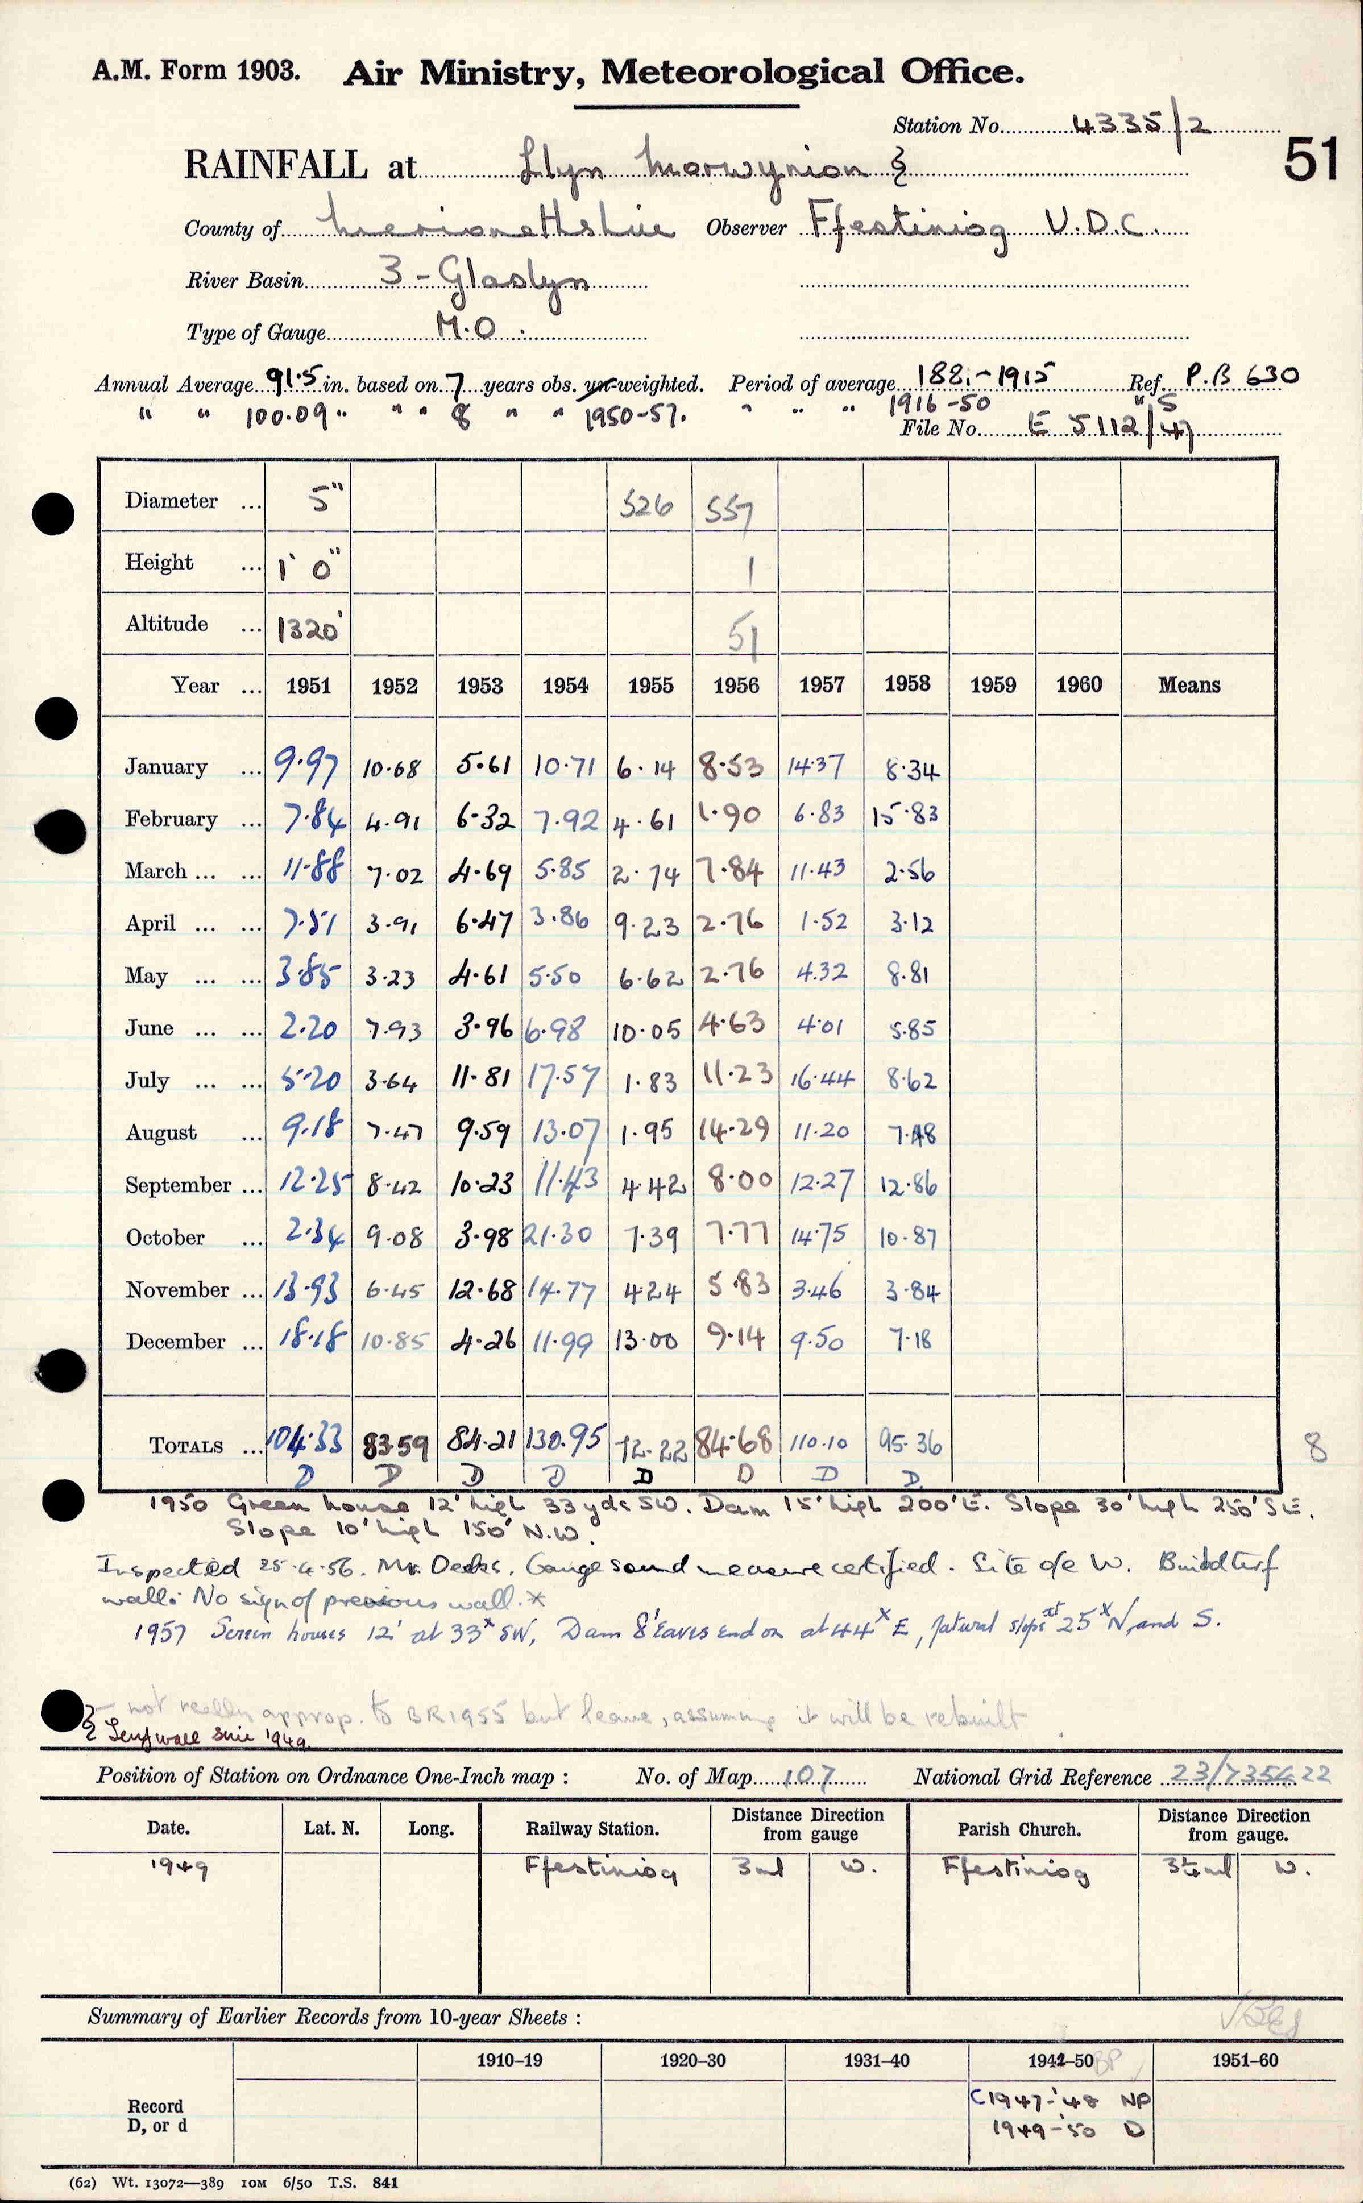 A.M. Form 1903. Air Ministry, Meteorological Office.
Station No. 4335/2
51
RAINFALL at Llyn Morwynion §
County of Merionethshire Observer Ffestiniog U.D.C.
River Basin 3 - Glaslyn
Type of Gauge M.O.
Annual Average 91.5 in. based on 7 years obs. un-weighted. Period of average 1881-1915 Ref. P.B 630
" " 100.09 " " " 8 " " 1950-57. " " " 1916-50 " 5
File No. E 5112/47
Diameter ... 5" 526 557
Height ... 1' 0" 1
Altitude ... 1320' 51
Year ... 1951 1952 1953 1954 1955 1956 1957 1958 1959 1960 Means
January ... 9.97 10.68 5.61 10.71 6.14 8.53 14.37 8.34
February ... 7.84 4.91 6.32 7.92 4.61 1.90 6.83 15.83
March ... ... 11.88 7.02 4.69 5.85 2.74 7.84 11.43 2.56
April ... ... 7.51 3.91 6.47 3.86 9.23 2.76 1.52 3.12
May ... ... 3.85 3.23 4.61 5.50 6.62 2.76 4.32 8.81
June ... ... 2.20 7.93 3.96 6.98 10.05 4.63 4.01 5.85
July ... ... 5.20 3.64 11.81 17.57 1.83 11.23 16.44 8.62
August ... 9.18 7.47 9.59 13.07 1.95 14.29 11.20 7.48
September ... 12.25 8.42 10.23 11.43 4.42 8.00 12.27 12.86
October ... 2.34 9.08 3.98 21.30 7.39 7.77 14.75 10.87
November ... 13.93 6.45 12.68 14.77 4.24 5.83 3.46 3.84
December ... 18.18 10.85 4.26 11.99 13.00 9.14 9.50 7.18
TOTALS ... 104.33 83.59 84.21 130.95 72.22 84.68 110.10 95.36 8
D D D D D D D D
1950 Green house 12' high 33 yds SW. Dam 15' high 200' E. Slope 30' high 250' SE.
Slope 10' high 150' N.W.
Inspected 25.4.56. Mr. Gauge sound measure certified. Site o/e W. Build turf
wall. No sign of previous wall. *
1957 Screen houses 12' at 33x SW, Dam 8' Eaves end on at 44x E, Natural slope at 25x N and S.
not really approp. to BR1955 but leave, assuming it will be rebuilt
§ Turf wall since 1949.
Position of Station on Ordnance One-Inch map : No. of Map 107 National Grid Reference 23/735422
Date. Lat. N. Long. Railway Station. Distance Direction from gauge Parish Church. Distance Direction from gauge.
1949 Ffestiniog 3ml W. Ffestiniog 3¼ml W.
Summary of Earlier Records from 10-year Sheets :
1910-19 1920-30 1931-40 1941-50 1951-60
Record
D, or d
C1947-'48 NP
1949-'50 D
(62) Wt. 13072—389 10M 6/50 T.S. 841